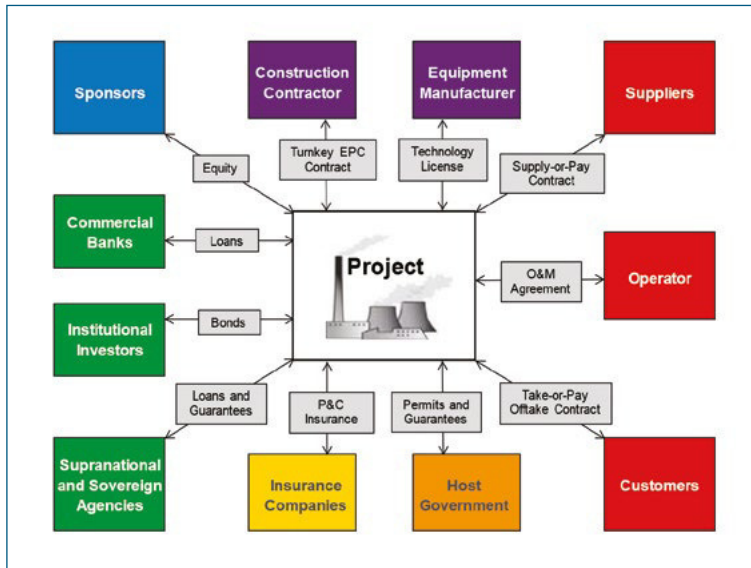 Sponsors
Construction
Contractor
Equipment
Manufacturer
Suppliers
Equity
Turnkey EPC
Contract
Technology
License
Supply-or-Pay
Contract
Commercial
Banks
Loans
Project
O&M
Agreement
Operator
Institutional
Investors
Bonds
Loans and
Guarantees
P&C
Insurance
Permits and
Guarantees
Take-or-Pay
Offtake Contract
Supranational
and Sovereign
Agencies
Insurance
Companies
Host
Government
Customers